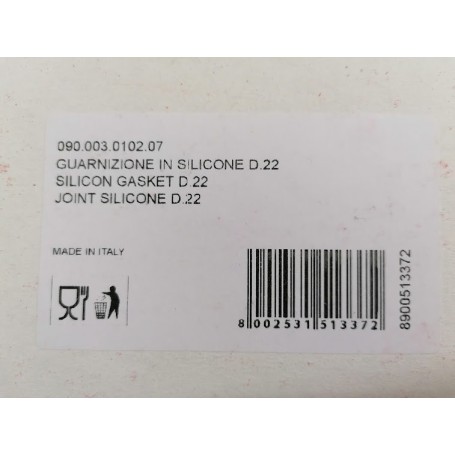 090.003.0102.07
GUARNIZIONE IN SILICONE D.22
SILICON GASKET D.22
JOINT SILICONE D.22
MADE IN ITALY
8 002531 513372
8900513372